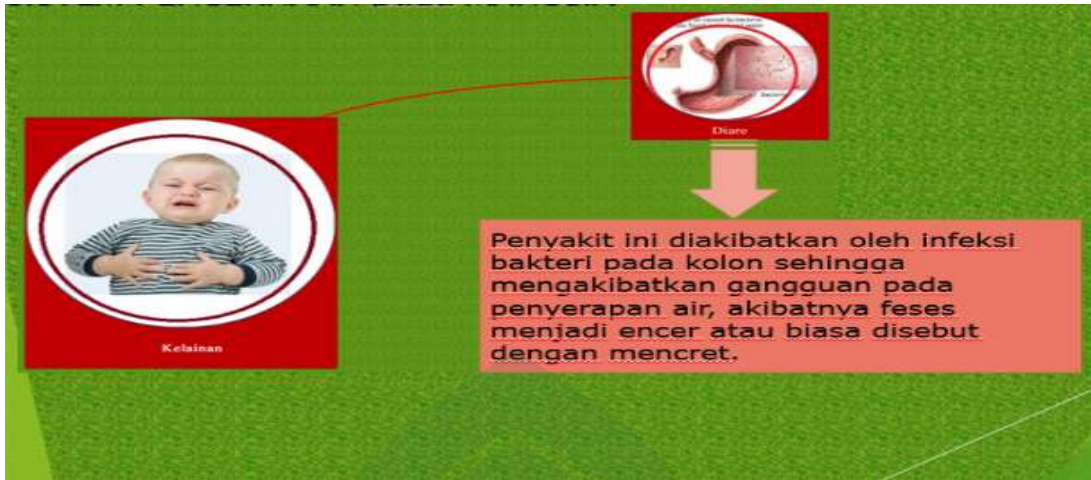 Diare
Kelainan
Penyakit ini diakibatkan oleh infeksi
bakteri pada kolon sehingga
mengakibatkan gangguan pada
penyerapan air, akibatnya feses
menjadi encer atau biasa disebut
dengan mencret.